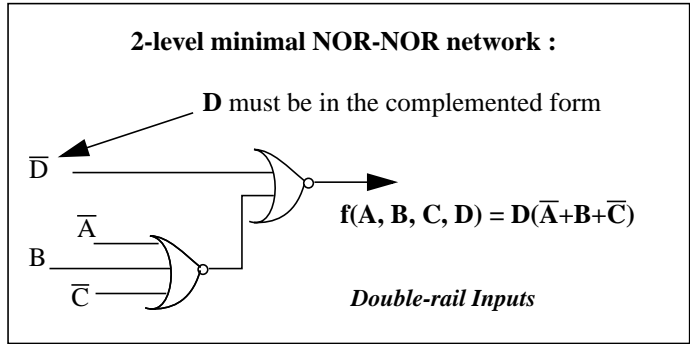 2-level minimal NOR-NOR network :
D must be in the complemented form
D̅
f(A, B, C, D) = D(A̅+B+C̅)
A̅
B
C̅
Double-rail Inputs